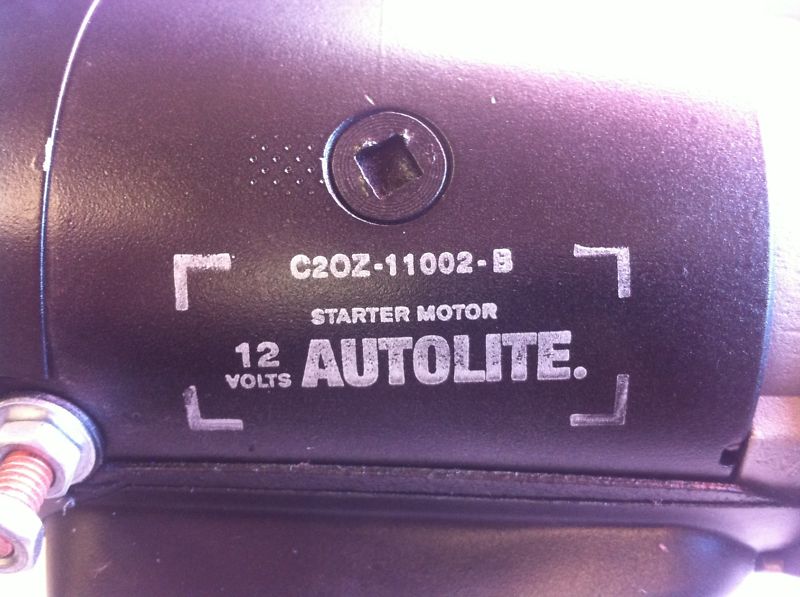 C2OZ-11002-B
STARTER MOTOR
12 VOLTS
AUTOLITE.